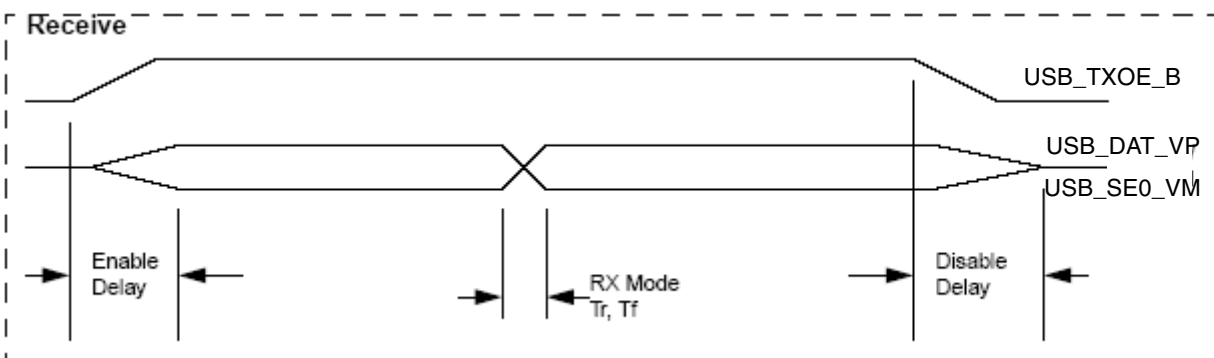 Receive
USB_TXOE_B
USB_DAT_VP
USB_SE0_VM
Enable
Delay
RX Mode
Tr, Tf
Disable
Delay